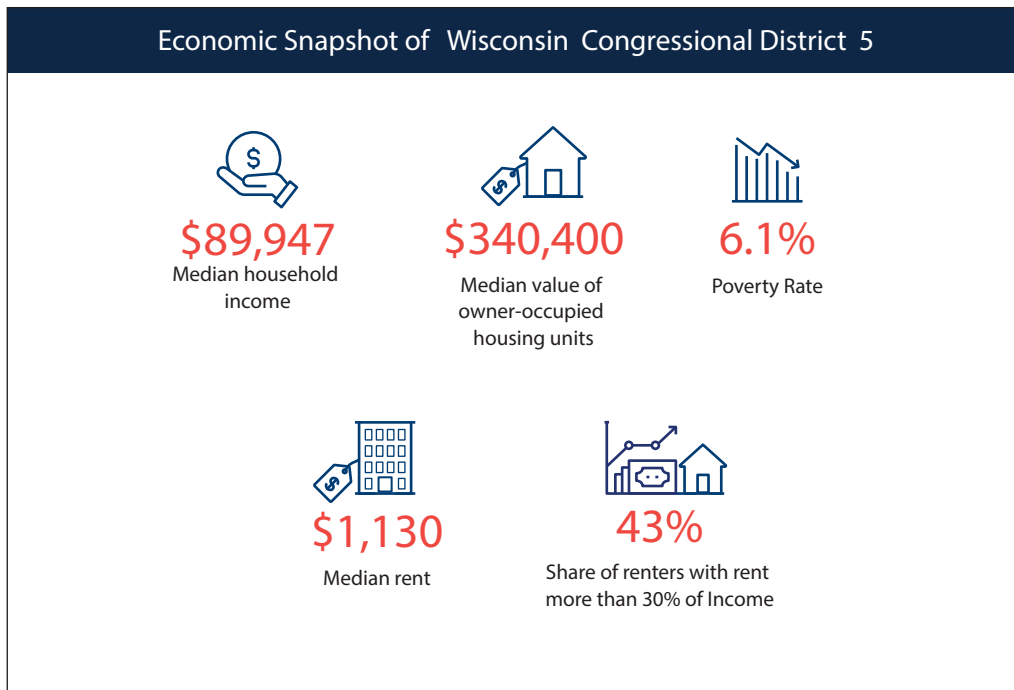 Economic Snapshot of Wisconsin Congressional District 5
$
$89,947
Median household
income
$
$340,400
Median value of
owner-occupied
housing units
6.1%
Poverty Rate
$
$1,130
Median rent
43%
Share of renters with rent
more than 30% of Income